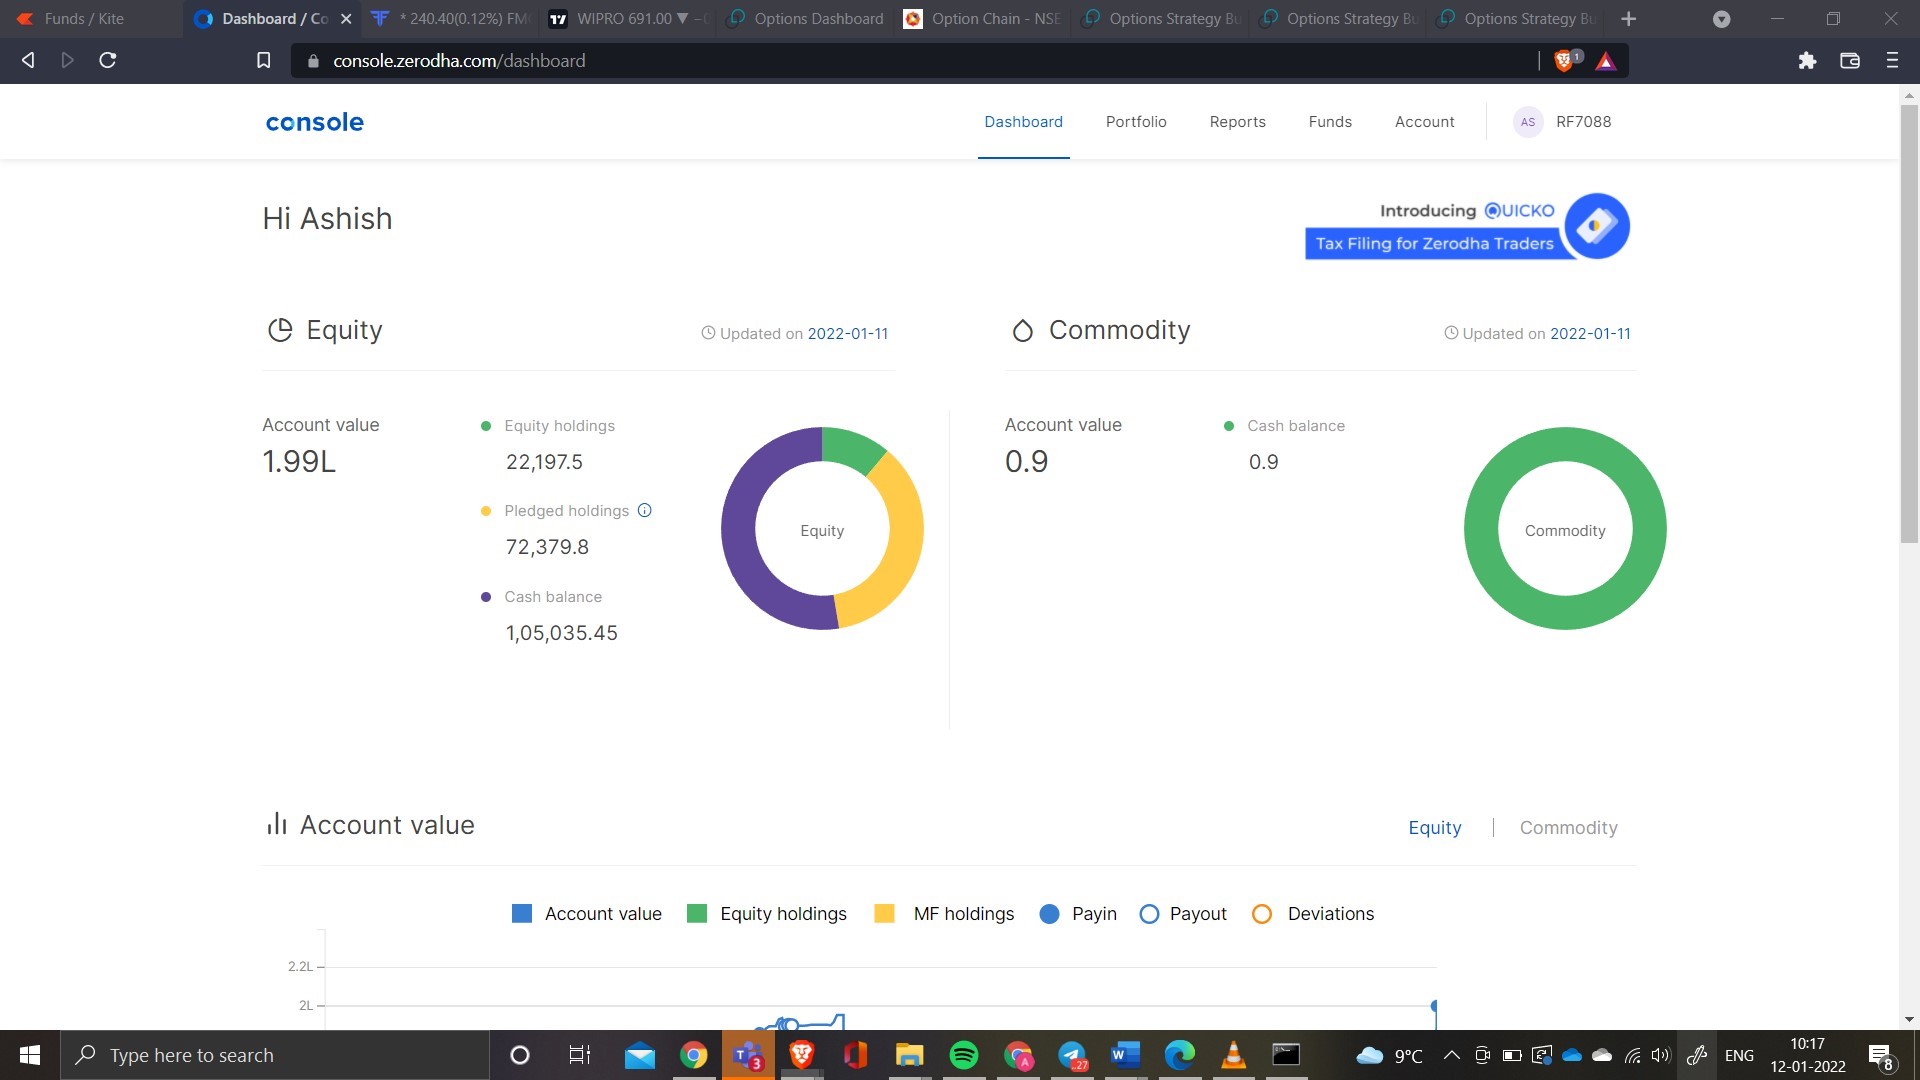 Funds / Kite
Dashboard / Co
* 240.40(0.12%) FM
WIPRO 691.00 ▼ −
Options Dashboard
Option Chain - NSE
Options Strategy Bu
Options Strategy Bu
Options Strategy Bu
console.zerodha.com/dashboard
1
console
Dashboard
Portfolio
Reports
Funds
Account
AS
RF7088
Hi Ashish
Introducing QUICKO
Tax Filing for Zerodha Traders
Equity
Updated on 2022-01-11
Commodity
Updated on 2022-01-11
Account value
1.99L
Equity holdings
22,197.5
Pledged holdings
72,379.8
Cash balance
1,05,035.45
Equity
Account value
0.9
Cash balance
0.9
Commodity
Account value
Equity
Commodity
Account value
Equity holdings
MF holdings
Payin
Payout
Deviations
2.2L
2L
Type here to search
3
..27
9°C
ENG
10:17
12-01-2022
8